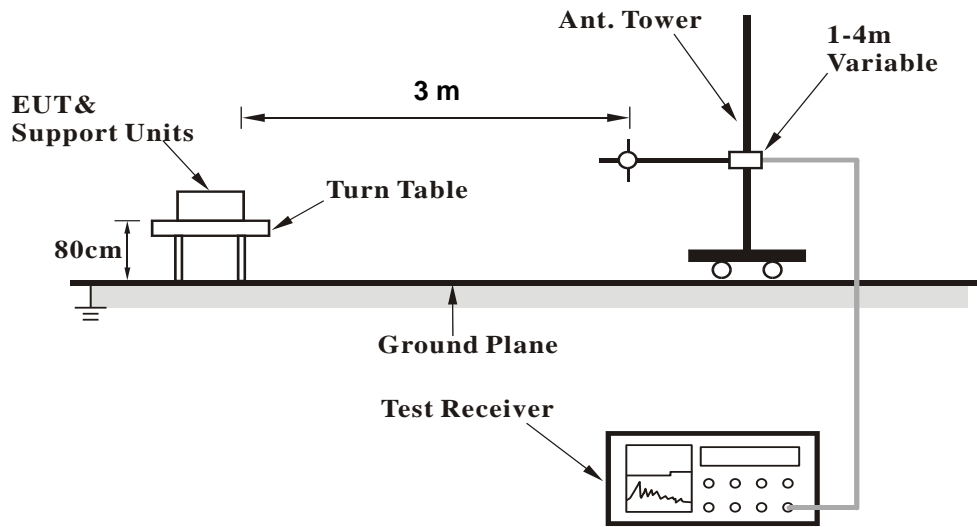 Ant. Tower
1-4m
Variable
3 m
EUT&
Support Units
Turn Table
80cm
Ground Plane
Test Receiver